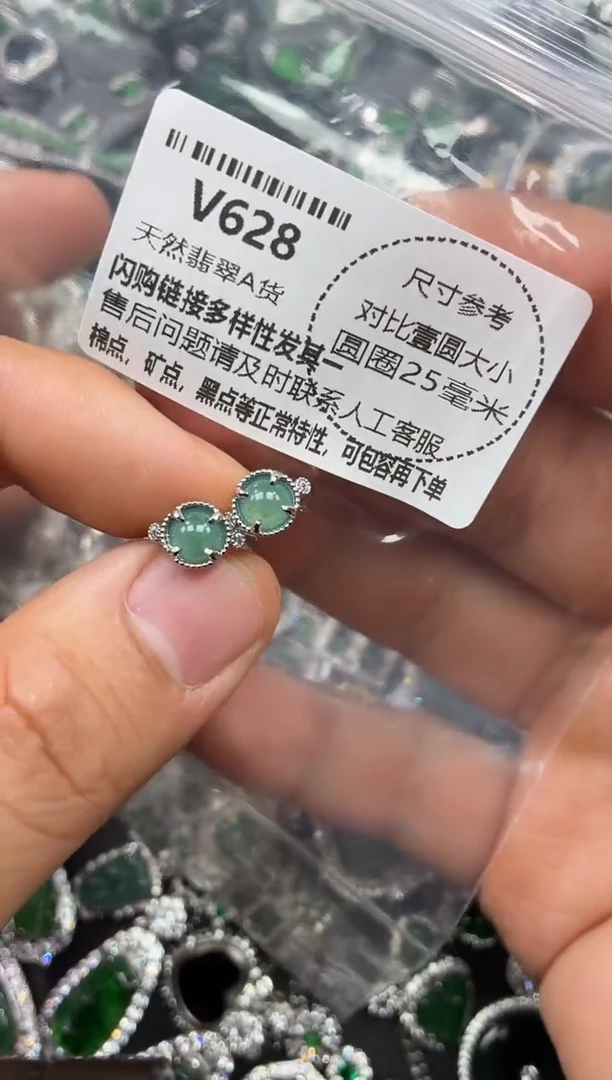 V628
天然翡翠A货
闪购链接多样性发其一
售后问题请及时联系人工客服
棉点，矿点，黑点等正常特性，可包容再下单
尺寸参考
对比壹圆大小
圆圈25毫米